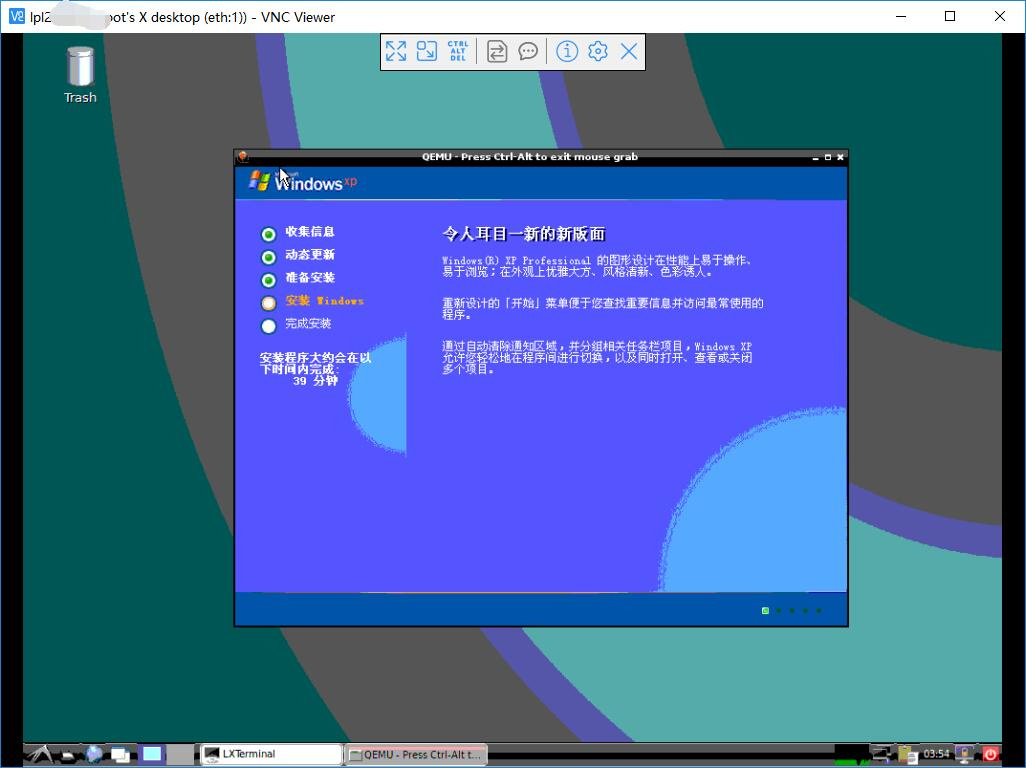 lpl2
oot's X desktop (eth:1)) - VNC Viewer
CTRL
ALT
DEL
Trash
QEMU - Press Ctrl-Alt to exit mouse grab
Windows xp
收集信息
动态更新
准备安装
安装 Windows
完成安装
安装程序大约会在以
下时间内完成:
39 分钟
令人耳目一新的新版面
Windows(R) XP Professional 的图形设计在性能上易于操作、
易于浏览；在外观上优雅大方、风格清新、色彩诱人。
重新设计的「开始」菜单便于您查找重要信息并访问最常使用的
程序。
通过自动清除通知区域，并分组相关任务栏项目，Windows XP
允许您轻松地在程序间进行切换，以及同时打开、查看或关闭
多个项目。
LXTerminal
QEMU - Press Ctrl-Alt t...
03:54